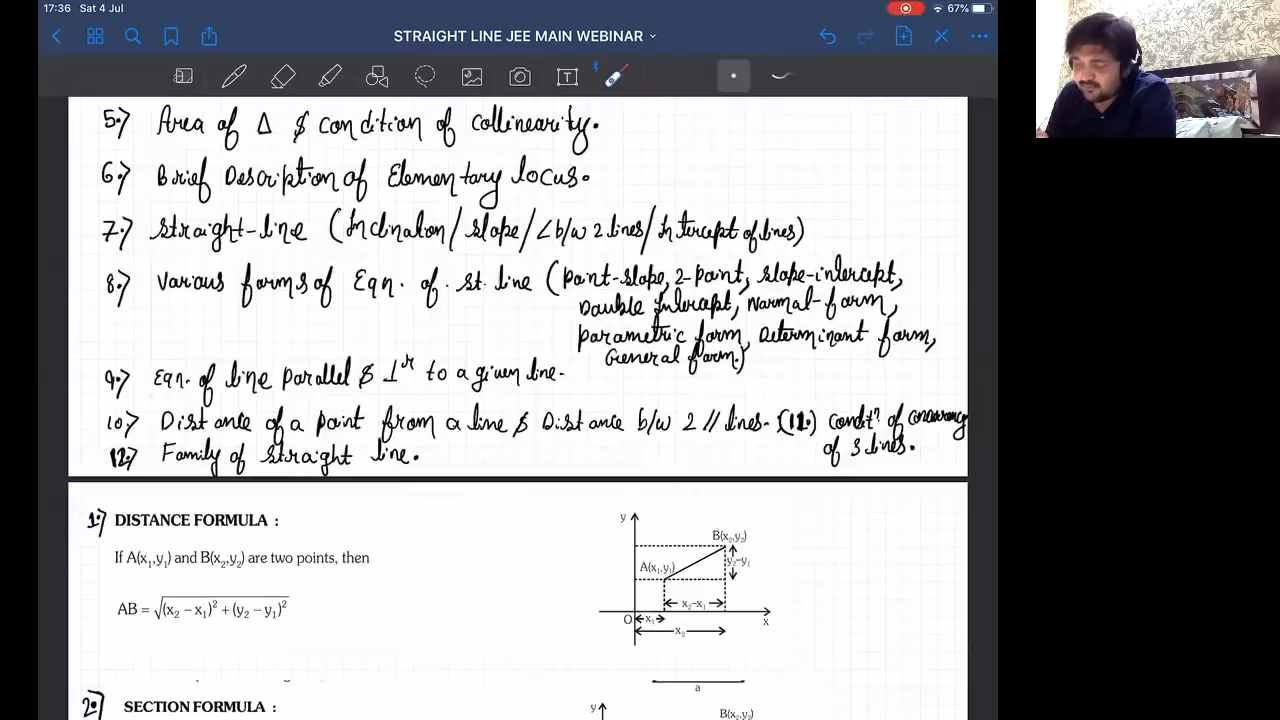 17:36 Sat 4 Jul
67%
STRAIGHT LINE JEE MAIN WEBINAR
5.) Area of Δ & condition of collinearity.
6.) Brief Description of Elementary locus.
7.) Straight-line (Inclination/slope/∠b/w 2 lines/Intercept of lines)
8.) Various forms of Eqn. of st. line (point-slope, 2-point, slope-intercept,
Double Intercept, Normal-form,
parametric form, Determinant form,
General form.)
9.) Eqn. of line parallel & ⊥ʳ to a given line.
10.) Distance of a point from a line & Distance b/w 2 // lines. (11.) condtⁿ of concurrency
of 3 lines.
12.) Family of straight line.
1.) DISTANCE FORMULA :
If A(x₁,y₁) and B(x₂,y₂) are two points, then
AB = √(x₂ − x₁)² + (y₂ − y₁)²
y
B(x₂,y₂)
A(x₁,y₁)
y₂−y₁
x₂−x₁
O
x₁
x
x₂
a
2.) SECTION FORMULA :
y
B(x₂,y₂)
T